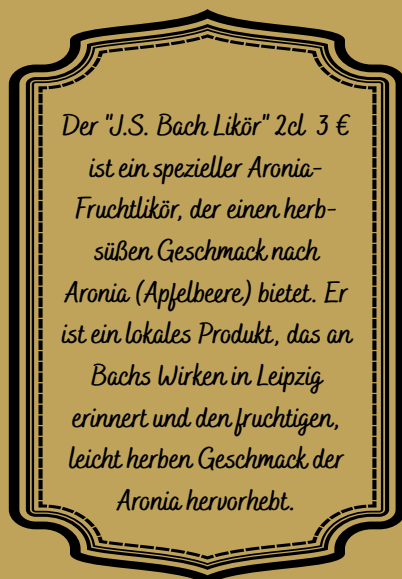 Der "J.S. Bach Likör" 2cl 3 €
ist ein spezieller Aronia-
Fruchtlikör, der einen herb-
süßen Geschmack nach
Aronia (Apfelbeere) bietet. Er
ist ein lokales Produkt, das an
Bachs Wirken in Leipzig
erinnert und den fruchtigen,
leicht herben Geschmack der
Aronia hervorhebt.